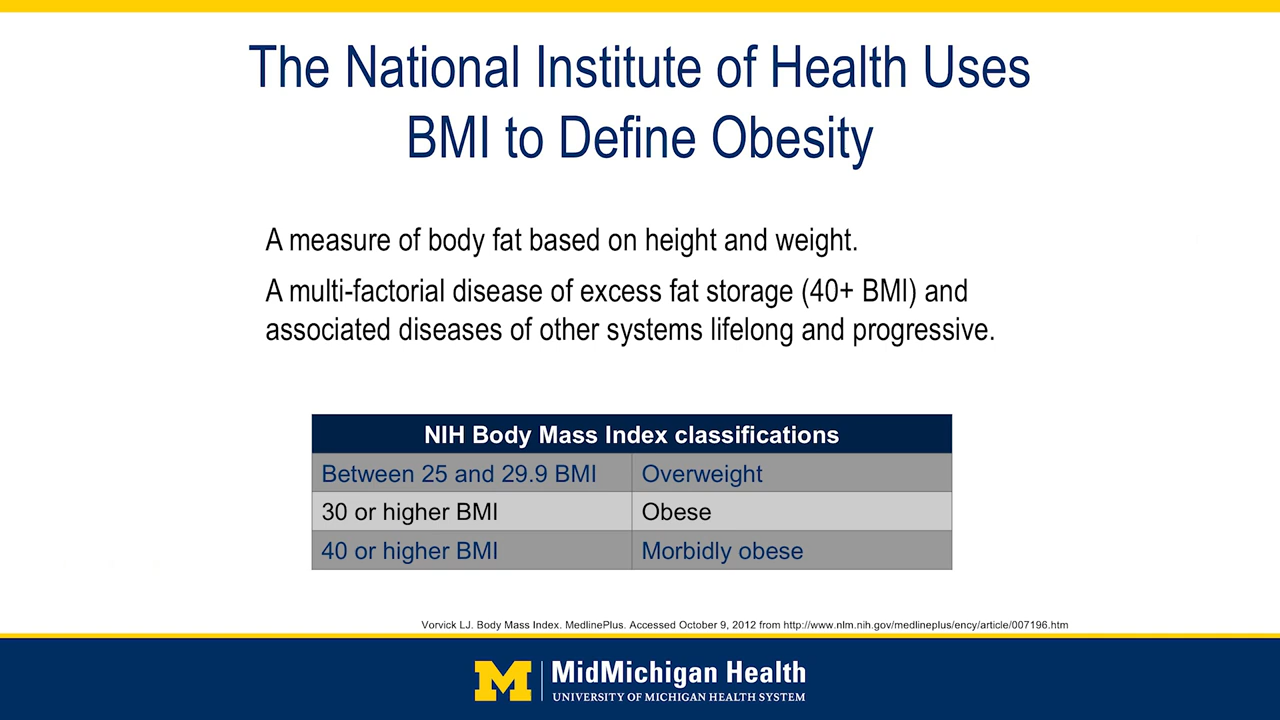 The National Institute of Health Uses
BMI to Define Obesity
A measure of body fat based on height and weight.
A multi-factorial disease of excess fat storage (40+ BMI) and
associated diseases of other systems lifelong and progressive.
NIH Body Mass Index classifications
Between 25 and 29.9 BMI Overweight
30 or higher BMI Obese
40 or higher BMI Morbidly obese
Vorvick LJ. Body Mass Index. MedlinePlus. Accessed October 9, 2012 from http://www.nlm.nih.gov/medlineplus/ency/article/007196.htm
M MidMichigan Health
UNIVERSITY OF MICHIGAN HEALTH SYSTEM